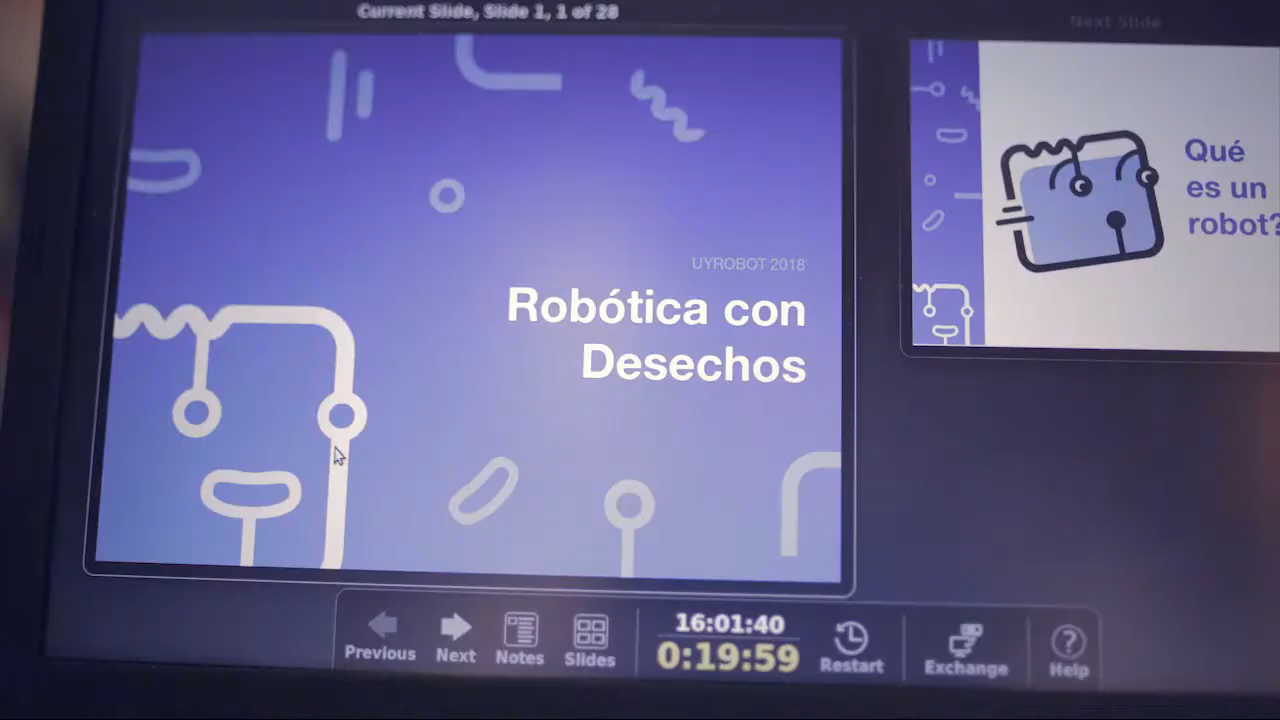 Current Slide, Slide 1, 1 of 28
Next Slide
UYROBOT 2018
Robótica con
Desechos
Qué
es un
robot?
Previous
Next
Notes
Slides
16:01:40
0:19:59
Restart
Exchange
Help